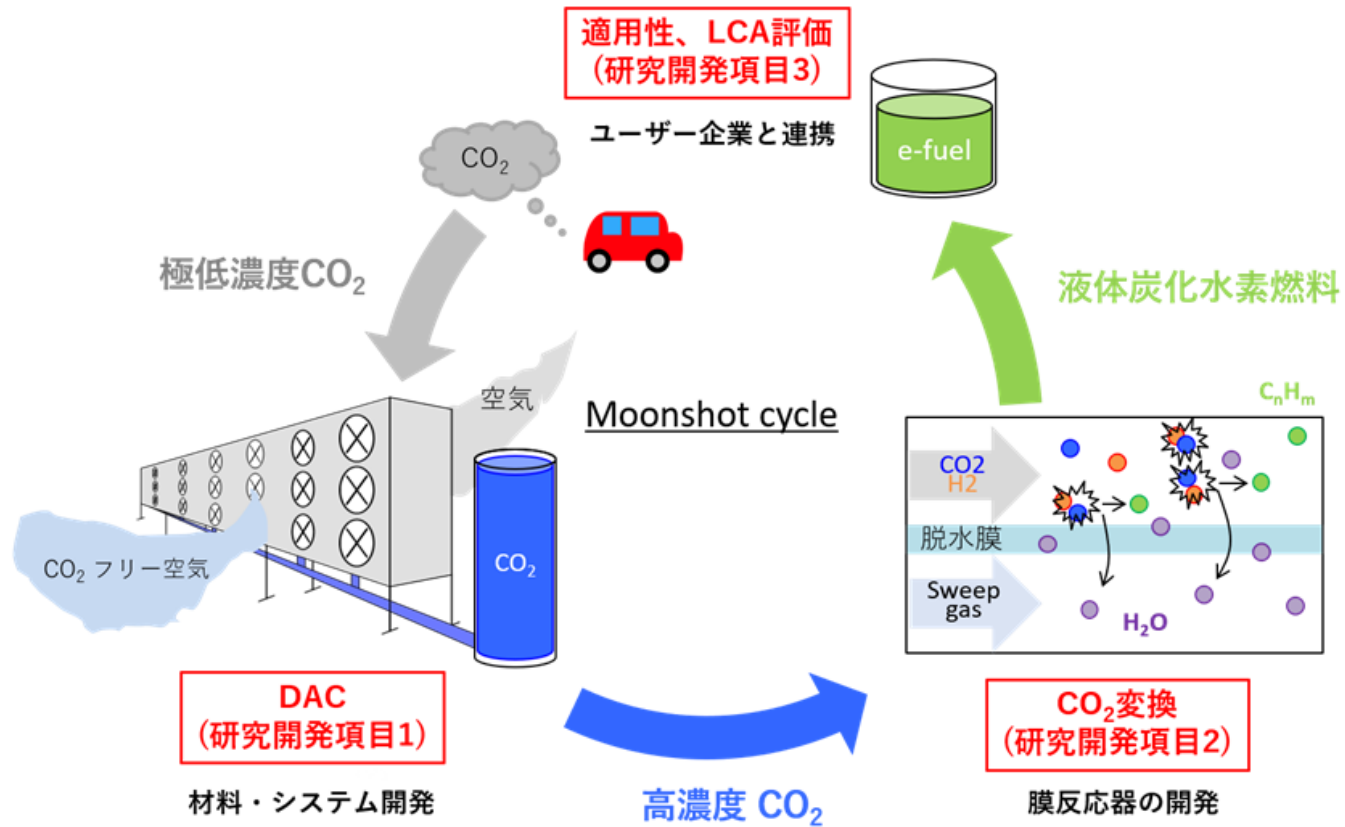 適用性、LCA評価
(研究開発項目3)
ユーザー企業と連携
e-fuel
CO₂
極低濃度CO₂
液体炭化水素燃料
空気
Moonshot cycle
CₙHₘ
CO2
H2
脱水膜
CO₂ フリー空気
CO₂
Sweep
gas
H₂O
DAC
(研究開発項目1)
材料・システム開発
高濃度 CO₂
CO₂変換
(研究開発項目2)
膜反応器の開発